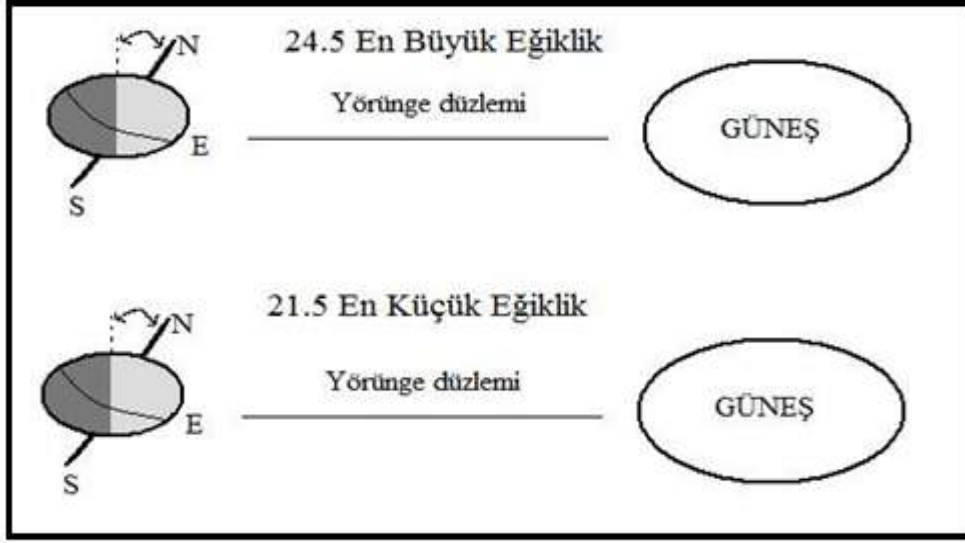 N
24.5 En Büyük Eğiklik
Yörünge düzlemi
GÜNEŞ
E
S
21.5 En Küçük Eğiklik
N
Yörünge düzlemi
GÜNEŞ
E
S